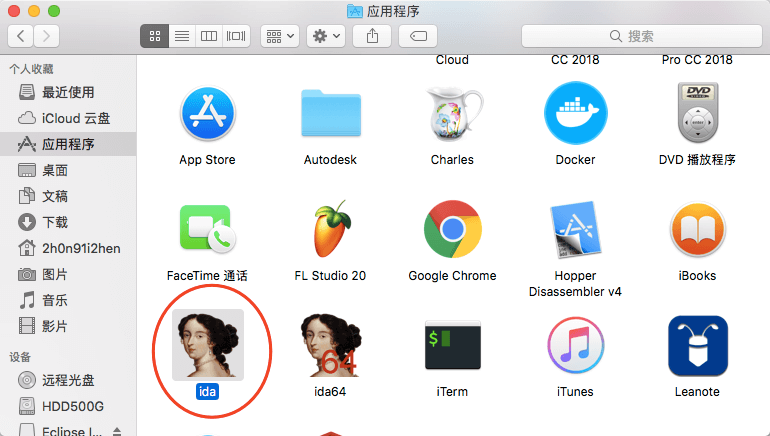 应用程序
搜索
个人收藏
最近使用
iCloud 云盘
应用程序
桌面
文稿
下载
2h0n91i2hen
图片
音乐
影片
设备
远程光盘
HDD500G
Eclipse I...
Cloud
CC 2018
Pro CC 2018
DVD
App Store
Autodesk
Charles
Docker
DVD 播放程序
FaceTime 通话
FL Studio 20
Google Chrome
Hopper
Disassembler v4
iBooks
64
$
ida
ida64
iTerm
iTunes
Leanote